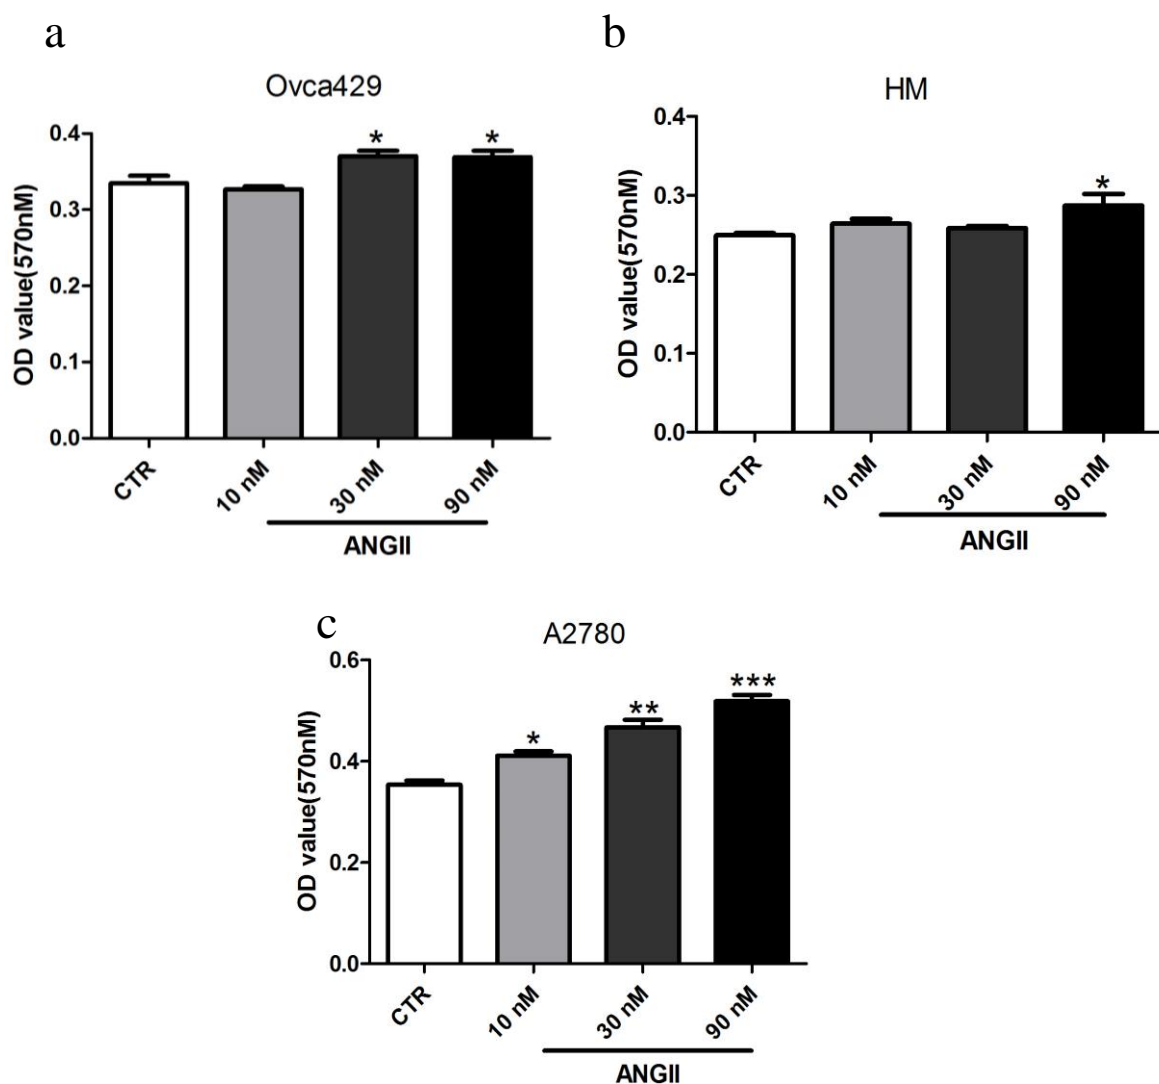 a
Ovca429
OD value(570nM)
0.4
0.3
0.2
0.1
0.0
*
*
CTR
10 nM
30 nM
90 nM
ANGII
b
HM
OD value(570nM)
0.4
0.3
0.2
0.1
0.0
*
CTR
10 nM
30 nM
90 nM
ANGII
c
A2780
OD value(570nM)
0.6
0.4
0.2
0.0
*
**
***
CTR
10 nM
30 nM
90 nM
ANGII